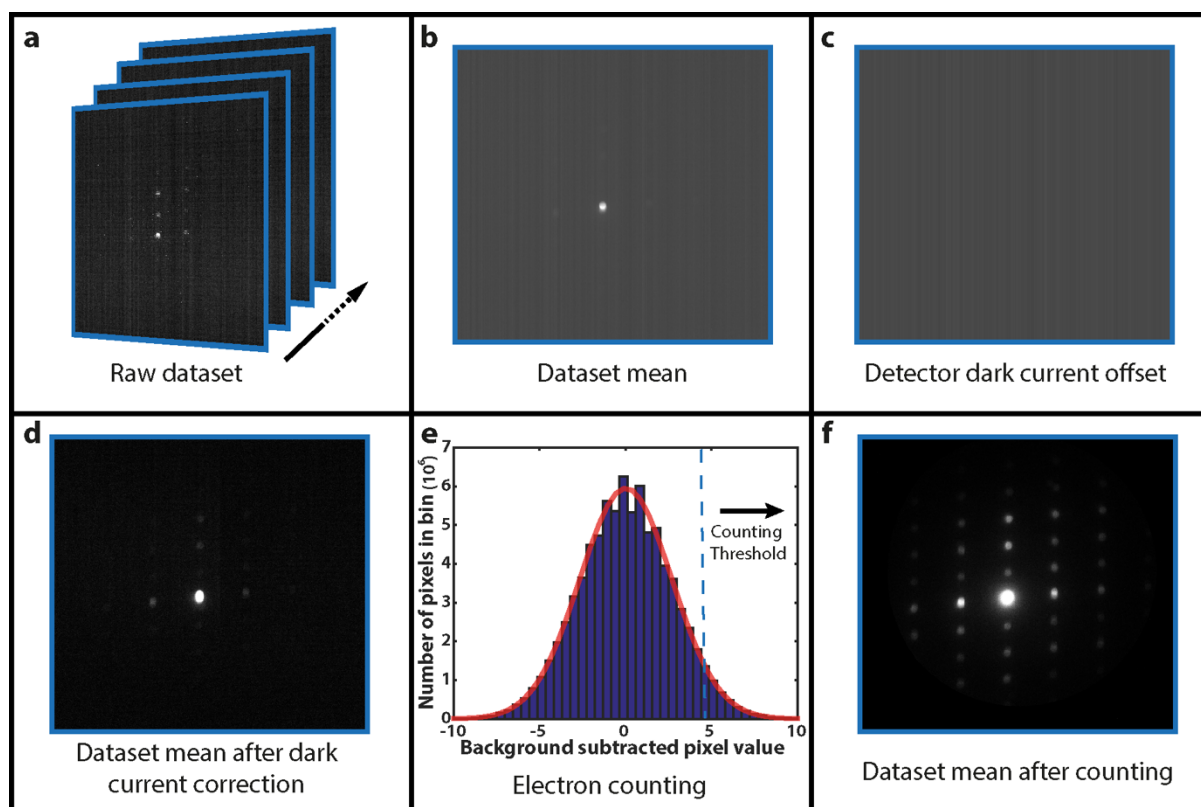 a
Raw dataset
b
Dataset mean
c
Detector dark current offset
d
Dataset mean after dark
current correction
e
Number of pixels in bin (10⁶)
7
6
5
4
3
2
1
0
-10
-5
0
5
10
Counting
Threshold
Background subtracted pixel value
Electron counting
f
Dataset mean after counting